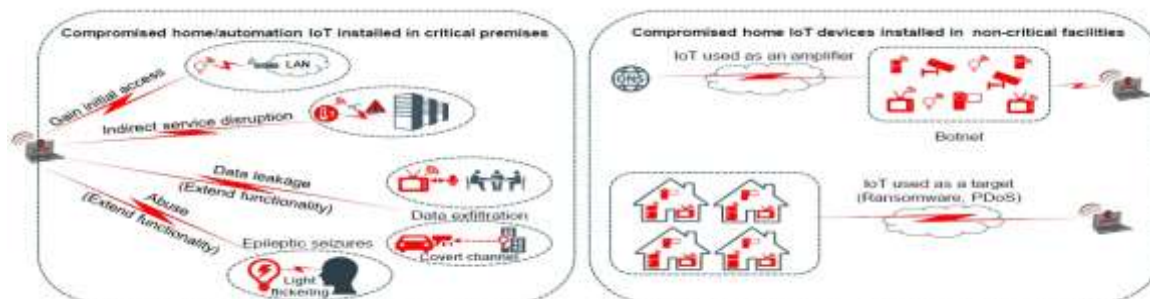 Compromised home/automation IoT installed in critical premises
LAN
Gain initial access
Indirect service disruption
Data leakage
(Extend functionality)
Abuse
(Extend functionality)
Data exfiltration
Epileptic seizures
Covert channel
Light
flickering
Compromised home IoT devices installed in non-critical facilities
IoT used as an amplifier
DNS
Botnet
IoT used as a target
(Ransomware, PDoS)